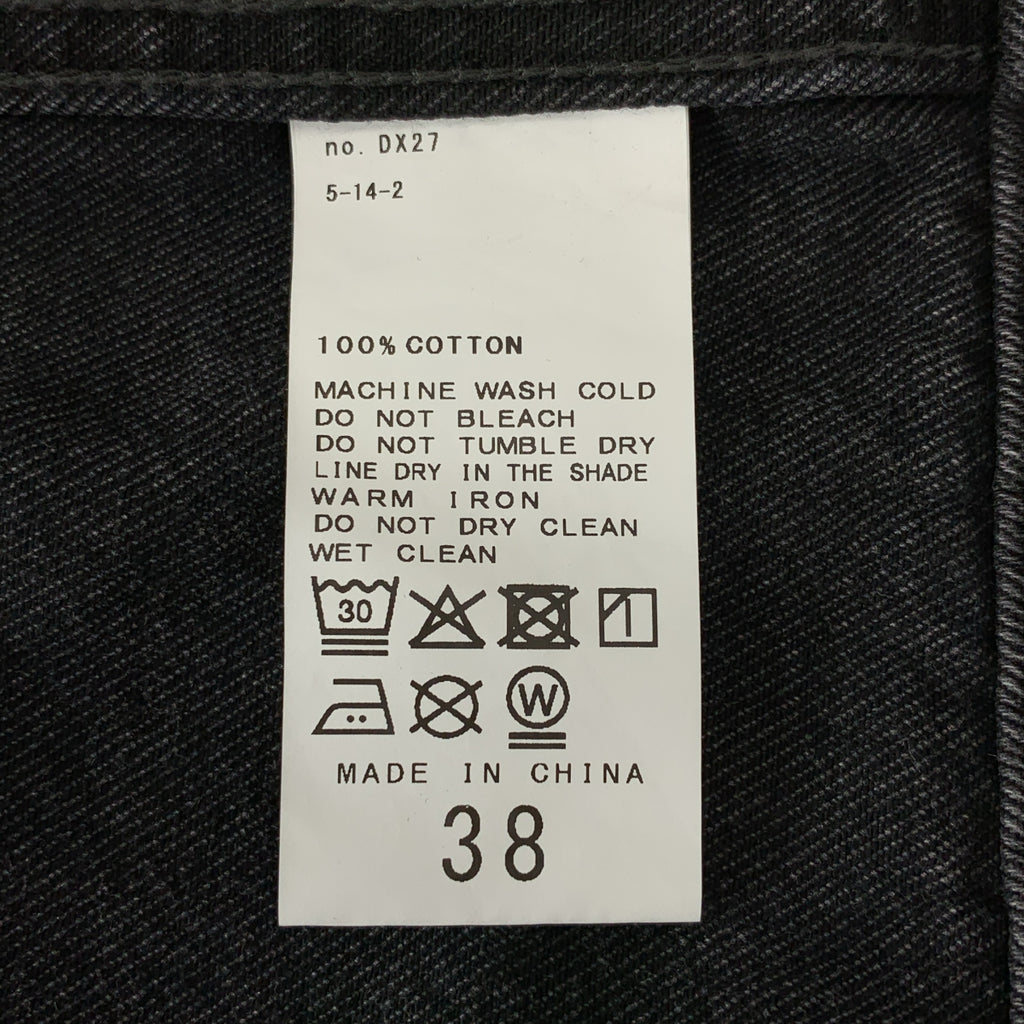 no. DX27
5-14-2
100% COTTON
MACHINE WASH COLD
DO NOT BLEACH
DO NOT TUMBLE DRY
LINE DRY IN THE SHADE
WARM IRON
DO NOT DRY CLEAN
WET CLEAN
30
W
MADE IN CHINA
38